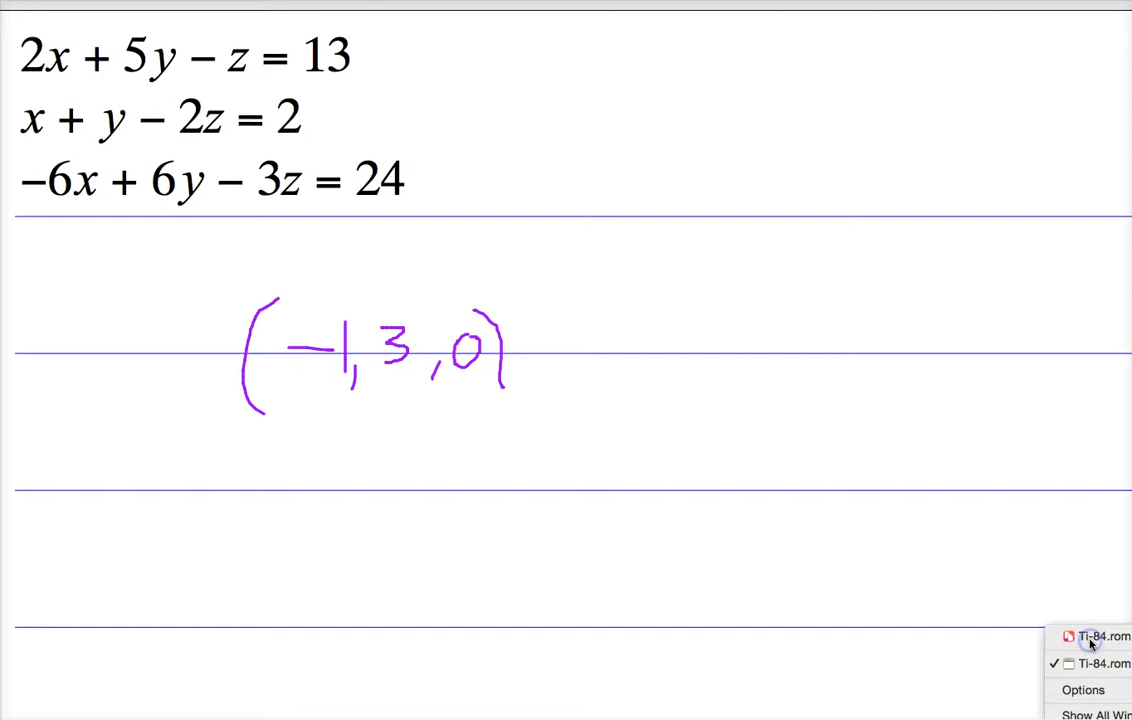 2x + 5y − z = 13
x + y − 2z = 2
−6x + 6y − 3z = 24
(−1, 3, 0)
Ti-84.rom
✓ Ti-84.rom
Options
Show All Win